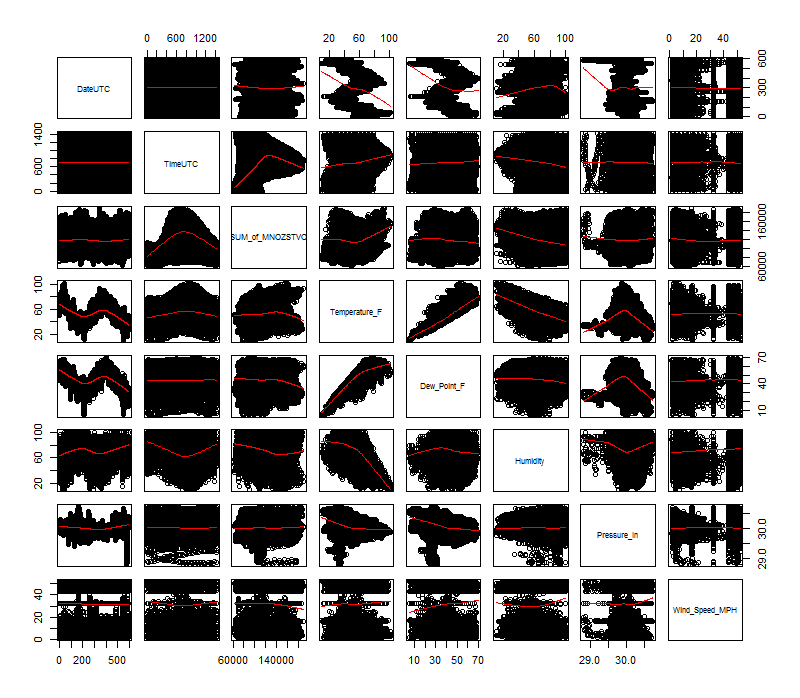 0 600 1200
20 60 100
20 60 100
0 20 40
DateUTC
0 300 600
0 600 1400
TimeUTC
SUM_of_MNOZSTVO
60000 160000
20 60 100
Temperature_F
Dew_Point_F
10 40 70
20 60 100
Humidity
Pressure_In
29.0 30.0
0 20 40
Wind_Speed_MPH
0 200 500
60000 140000
10 30 50 70
29.0 30.0